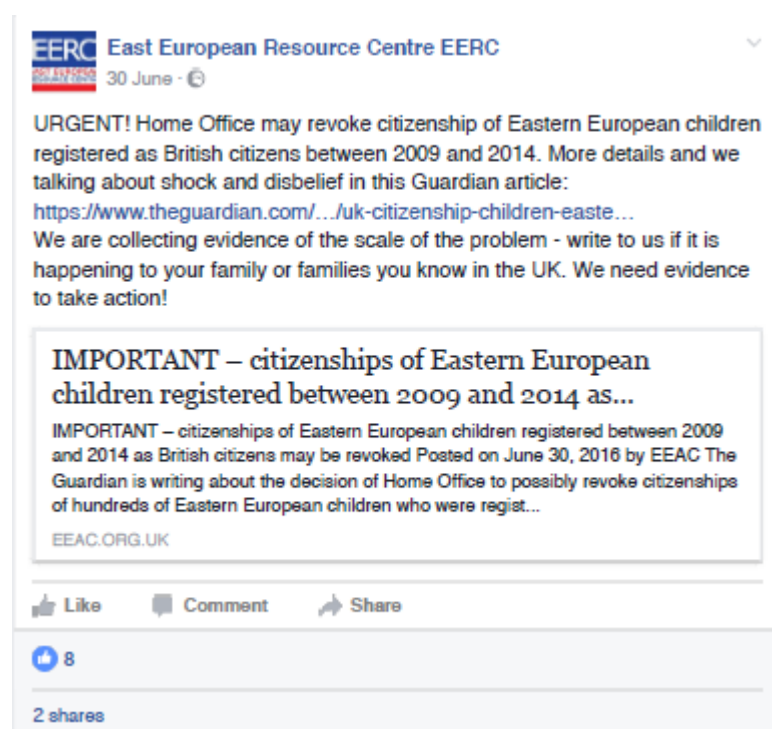 EERC
EAST EUROPEAN
RESOURCE CENTRE
East European Resource Centre EERC
30 June ·
URGENT! Home Office may revoke citizenship of Eastern European children
registered as British citizens between 2009 and 2014. More details and we
talking about shock and disbelief in this Guardian article:
https://www.theguardian.com/…/uk-citizenship-children-easte…
We are collecting evidence of the scale of the problem - write to us if it is
happening to your family or families you know in the UK. We need evidence
to take action!
IMPORTANT – citizenships of Eastern European
children registered between 2009 and 2014 as...
IMPORTANT – citizenships of Eastern European children registered between 2009
and 2014 as British citizens may be revoked Posted on June 30, 2016 by EEAC The
Guardian is writing about the decision of Home Office to possibly revoke citizenships
of hundreds of Eastern European children who were regist...
EEAC.ORG.UK
Like Comment Share
8
2 shares